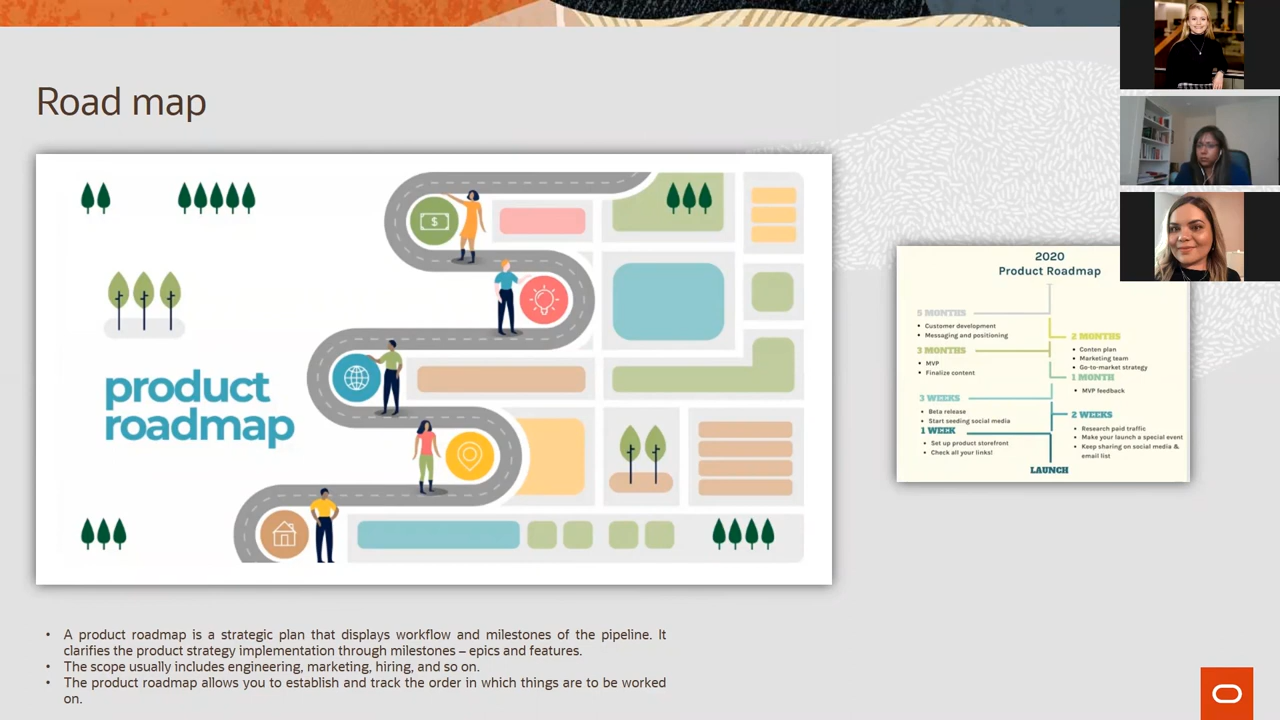 Road map
product
roadmap
$
2020
Product Roadmap
5 MONTHS
• Customer development
• Messaging and positioning
2 MONTHS
• Conten plan
• Marketing team
• Go-to-market strategy
3 MONTHS
• MVP
• Finalize content
1 MONTH
• MVP feedback
3 WEEKS
• Beta release
• Start seeding social media
2 WEEKS
• Research paid traffic
• Make your launch a special event
• Keep sharing on social media &
email list
1 WEEK
• Set up product storefront
• Check all your links!
LAUNCH
• A product roadmap is a strategic plan that displays workflow and milestones of the pipeline. It
clarifies the product strategy implementation through milestones – epics and features.
• The scope usually includes engineering, marketing, hiring, and so on.
• The product roadmap allows you to establish and track the order in which things are to be worked
on.